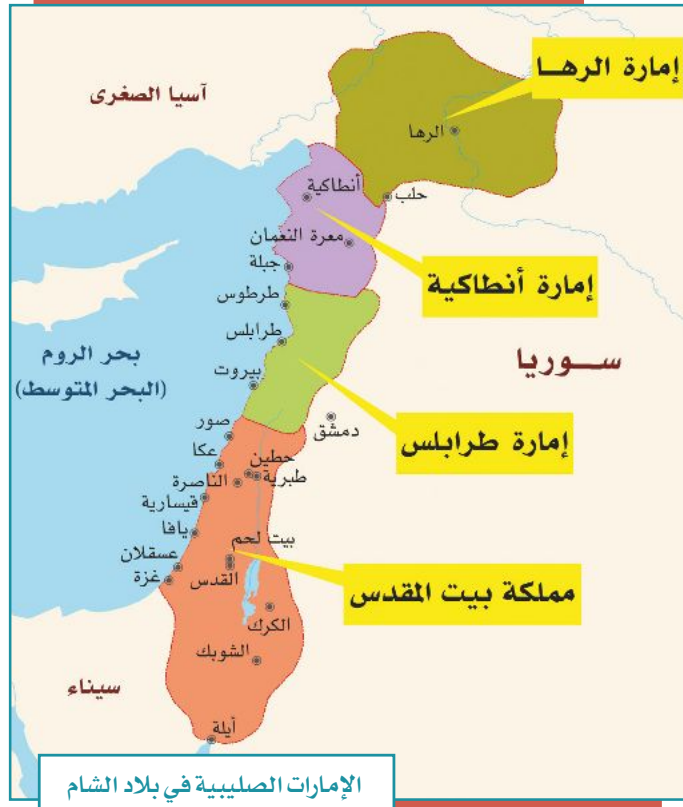 إمارة الرهـا
آسيا الصغرى
الرها
أنطاكية
حلب
معرة النعمان
جبلة
إمارة أنطاكية
طرطوس
طرابلس
بحر الروم
(البحر المتوسط)
سـوريا
بيروت
دمشق
إمارة طرابلس
صور
عكا
حطين
الناصرة
طبرية
قيسارية
يافا
بيت لحم
عسقلان
القدس
غزة
مملكة بيت المقدس
الكرك
الشوبك
سيناء
أيلة
الإمارات الصليبية في بلاد الشام